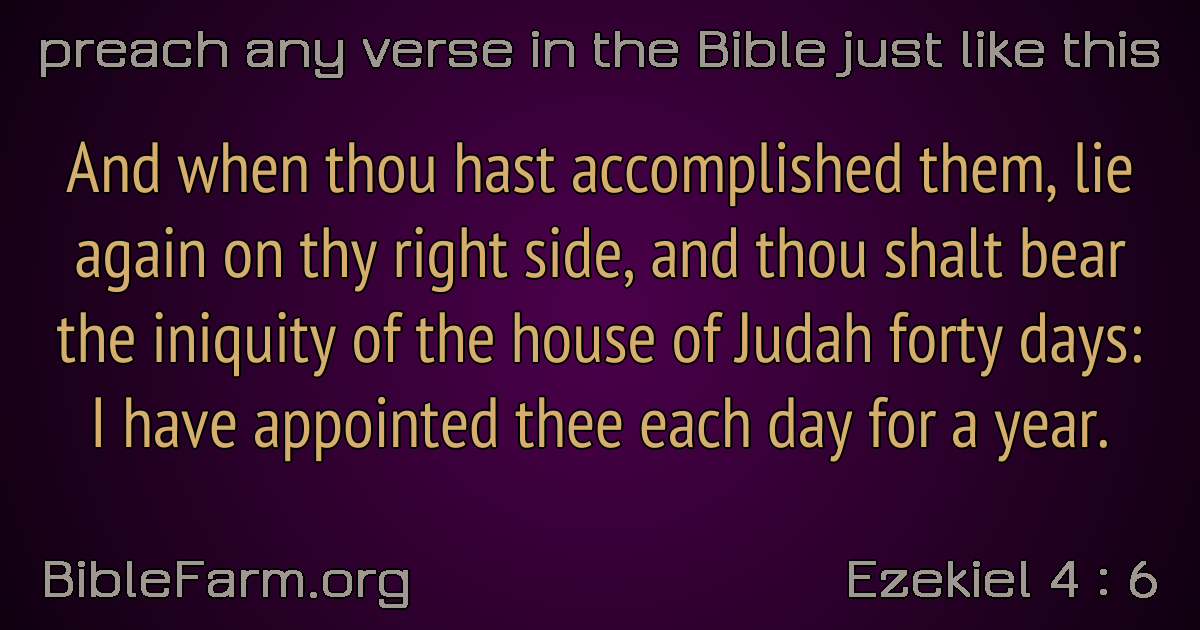 preach any verse in the Bible just like this
And when thou hast accomplished them, lie
again on thy right side, and thou shalt bear
the iniquity of the house of Judah forty days:
I have appointed thee each day for a year.
BibleFarm.org
Ezekiel 4 : 6